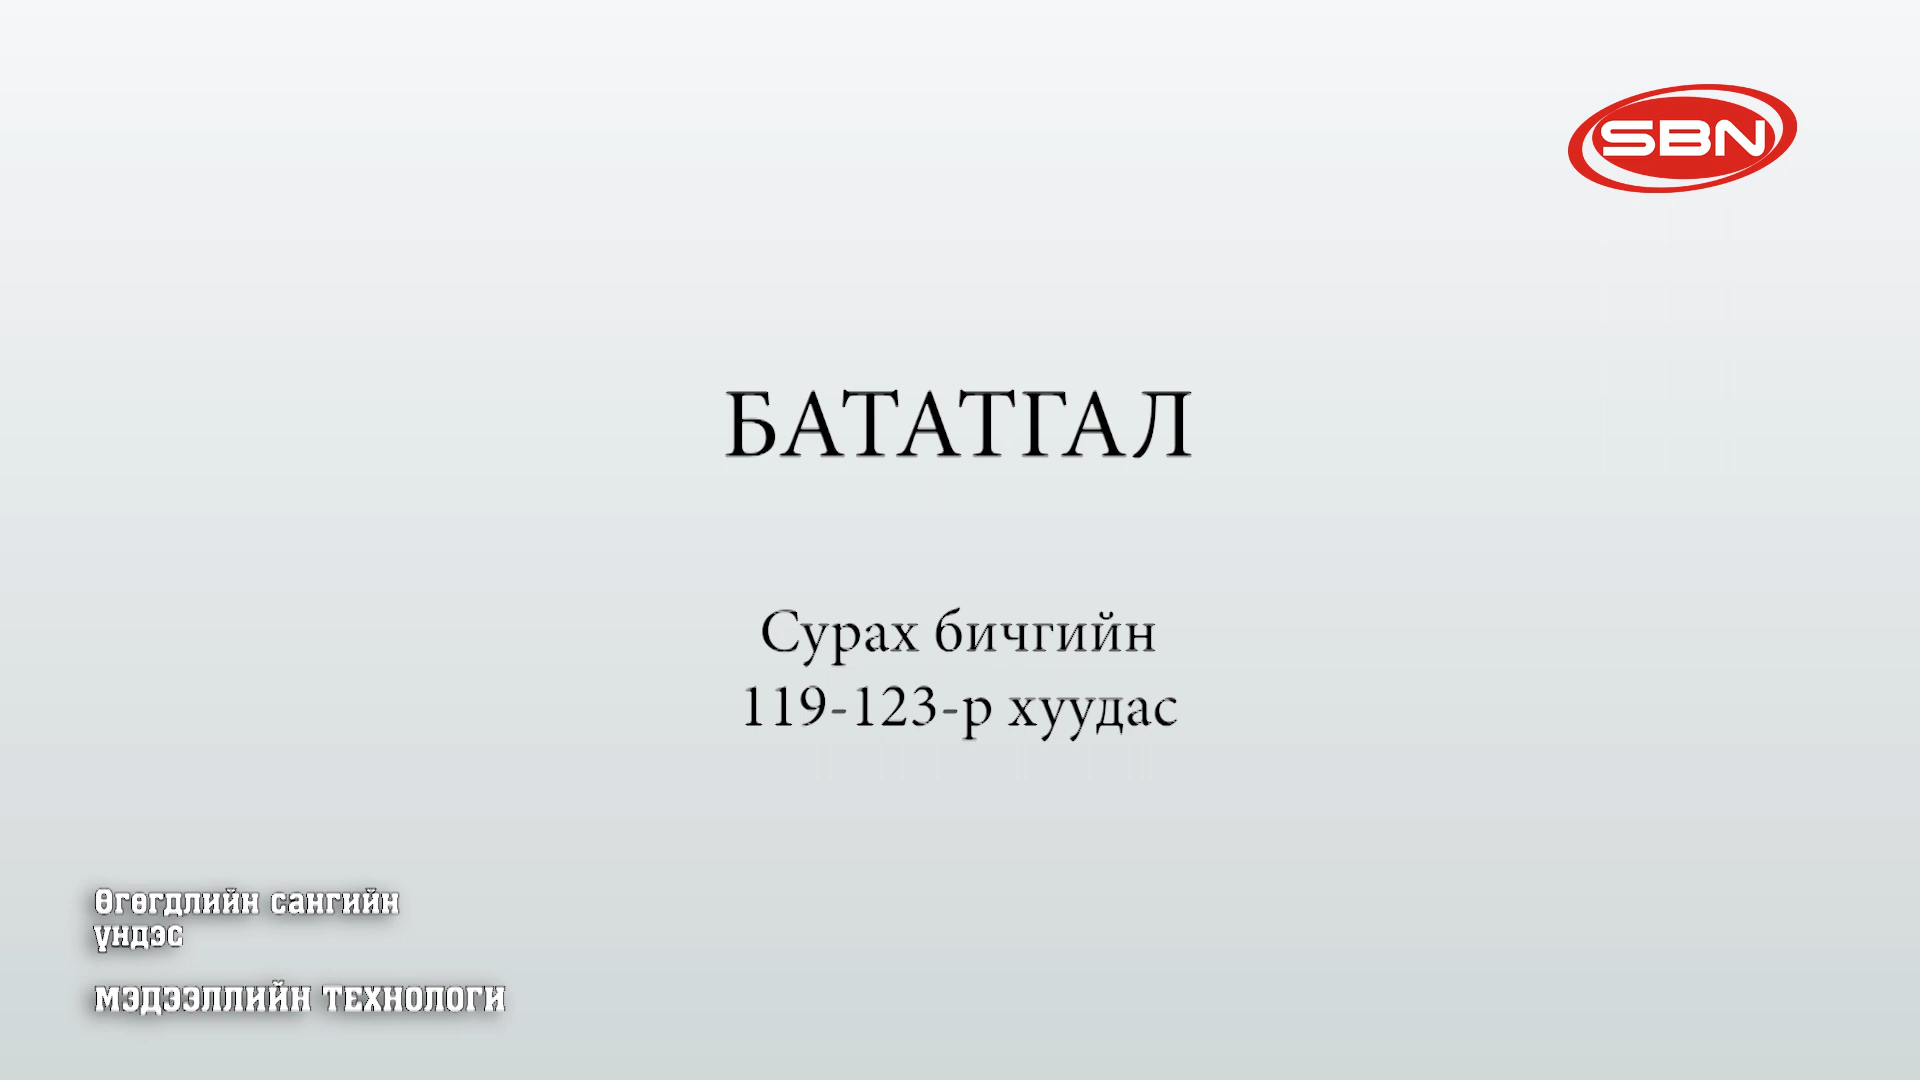 SBN
БАТАТГАЛ
Сурах бичгийн
119-123-р хуудас
Өгөгдлийн сангийн
үндэс
МЭДЭЭЛЛИЙН ТЕХНОЛОГИ